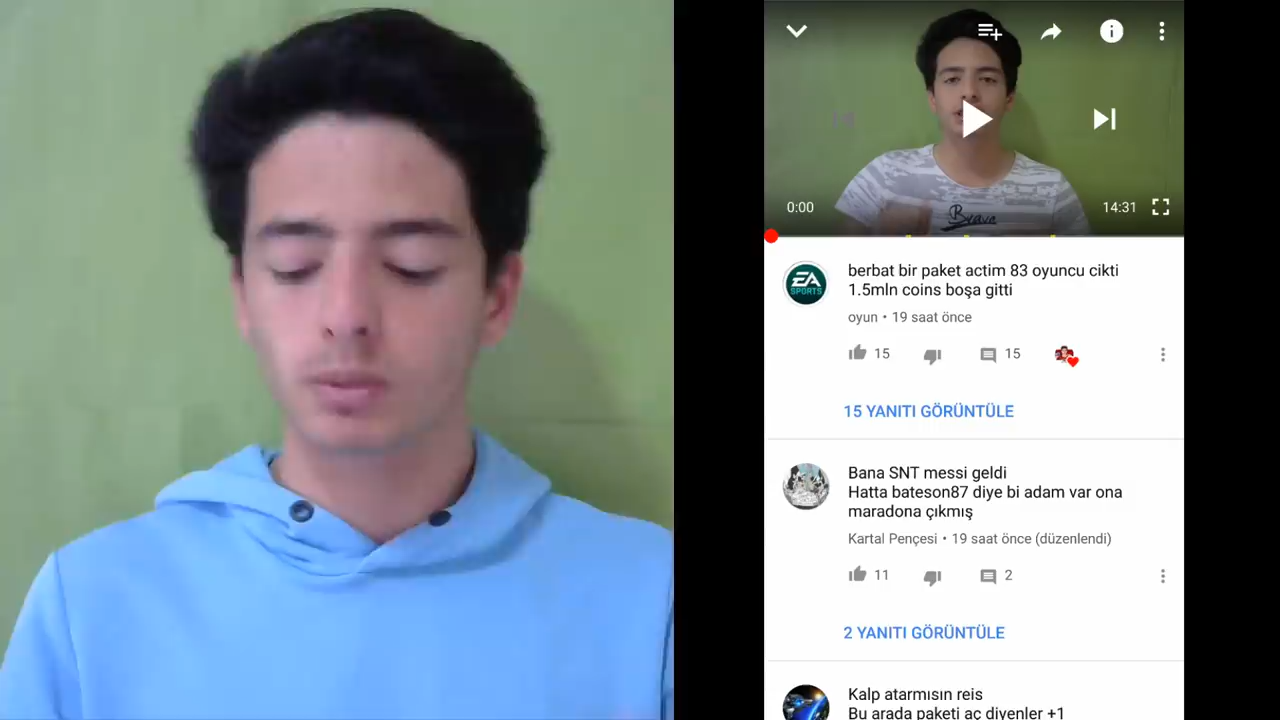 Brave
0:00
14:31
EA
SPORTS
berbat bir paket actim 83 oyuncu cikti
1.5mln coins boşa gitti
oyun • 19 saat önce
15
15
15 YANITI GÖRÜNTÜLE
Bana SNT messi geldi
Hatta bateson87 diye bi adam var ona
maradona çıkmış
Kartal Pençesi • 19 saat önce (düzenlendi)
11
2
2 YANITI GÖRÜNTÜLE
Kalp atarmısın reis
Bu arada paketi aç diyenler +1